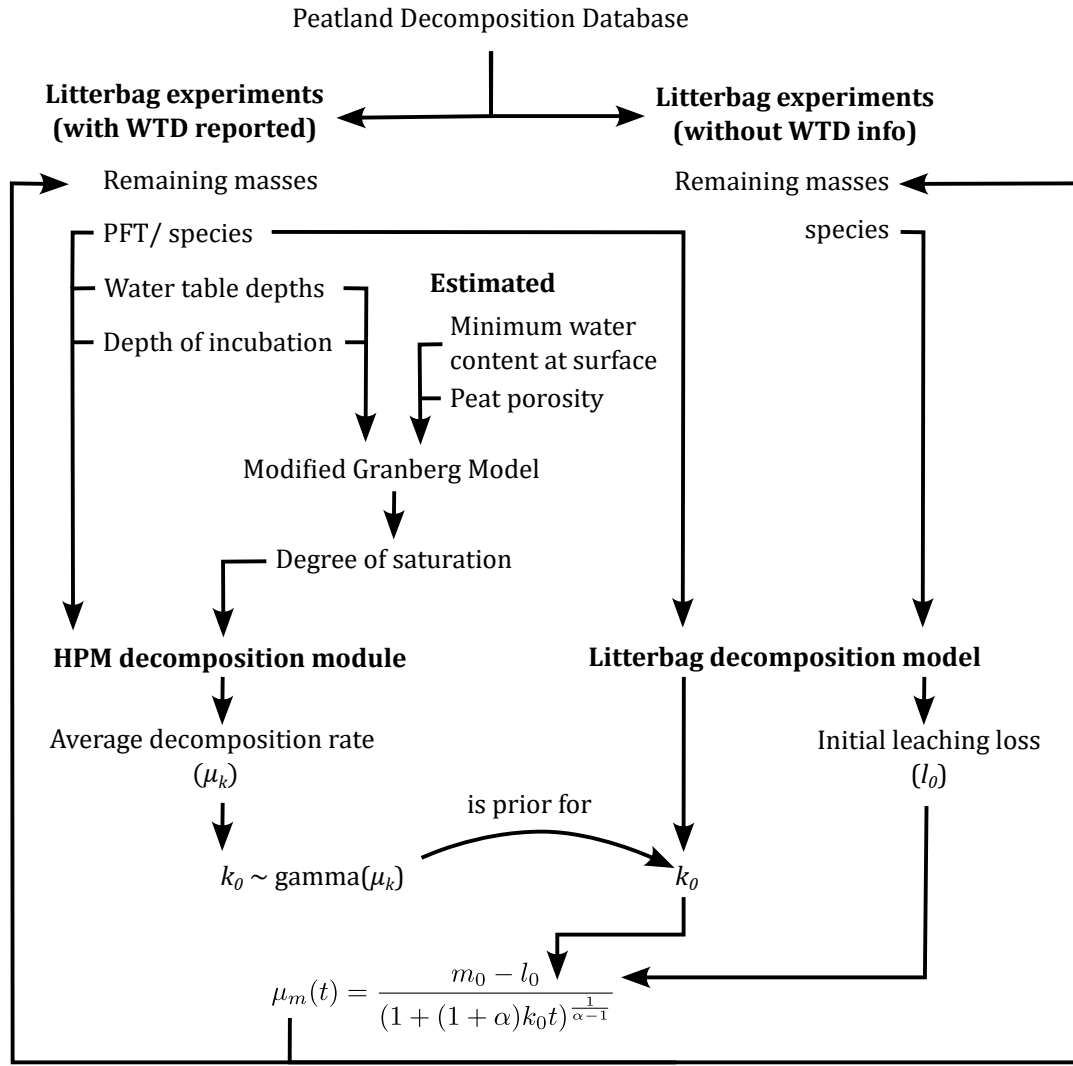 Peatland Decomposition Database
Litterbag experiments
(with WTD reported)
Litterbag experiments
(without WTD info)
Remaining masses
Remaining masses
PFT/ species
species
Water table depths
Estimated
Depth of incubation
Minimum water
content at surface
Peat porosity
Modified Granberg Model
Degree of saturation
HPM decomposition module
Litterbag decomposition model
Average decomposition rate
(μ_k)
Initial leaching loss
(l_0)
is prior for
k_0 ~ gamma(μ_k)
k_0
μ_m(t) = \frac{m_0 − l_0}{(1 + (1 + α)k_0t)^{\frac{1}{α−1}}}